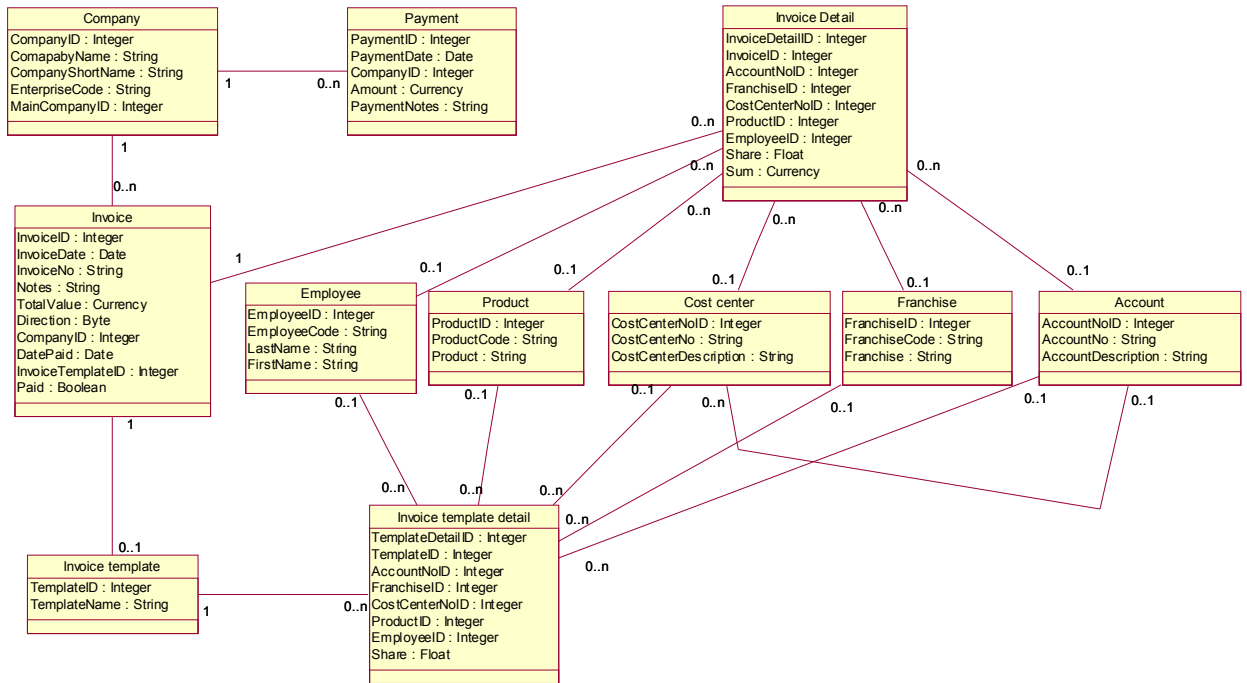 Company
CompanyID : Integer
ComapabyName : String
CompanyShortName : String
EnterpriseCode : String
MainCompanyID : Integer
Payment
PaymentID : Integer
PaymentDate : Date
CompanyID : Integer
Amount : Currency
PaymentNotes : String
Invoice Detail
InvoiceDetailID : Integer
InvoiceID : Integer
AccountNoID : Integer
FranchiseID : Integer
CostCenterNoID : Integer
ProductID : Integer
EmployeeID : Integer
Share : Float
Sum : Currency
1
0..n
1
0..n
0..n
0..n
0..n
0..n
0..n
0..n
1
0..1
0..1
0..1
0..1
0..1
Invoice
InvoiceID : Integer
InvoiceDate : Date
InvoiceNo : String
Notes : String
TotalValue : Currency
Direction : Byte
CompanyID : Integer
DatePaid : Date
InvoiceTemplateID : Integer
Paid : Boolean
Employee
EmployeeID : Integer
EmployeeCode : String
LastName : String
FirstName : String
Product
ProductID : Integer
ProductCode : String
Product : String
Cost center
CostCenterNoID : Integer
CostCenterNo : String
CostCenterDescription : String
Franchise
FranchiseID : Integer
FranchiseCode : String
Franchise : String
Account
AccountNoID : Integer
AccountNo : String
AccountDescription : String
1
0..1
0..1
0..1
0..n
0..1
0..1
0..1
0..n
0..n
0..n
0..n
0..n
0..1
Invoice template
TemplateID : Integer
TemplateName : String
1
0..n
Invoice template detail
TemplateDetailID : Integer
TemplateID : Integer
AccountNoID : Integer
FranchiseID : Integer
CostCenterNoID : Integer
ProductID : Integer
EmployeeID : Integer
Share : Float